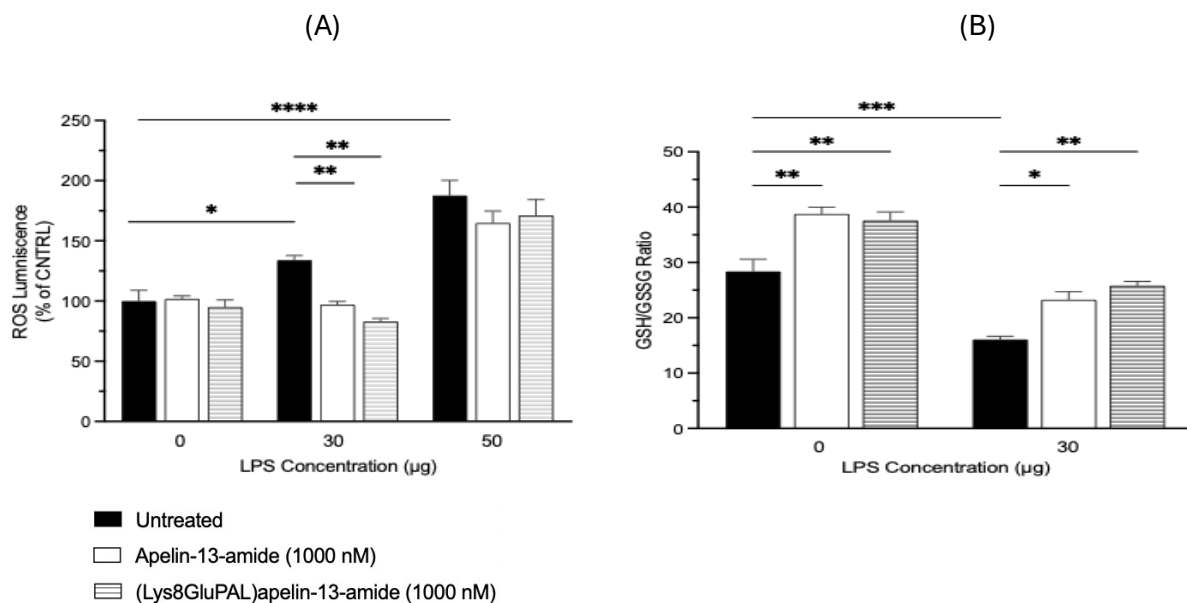 (A)
(B)
****
**
**
*
250
200
150
100
50
0
ROS Lumniscence
(% of CNTRL)
0
30
50
LPS Concentration (µg)
***
**
**
**
*
50
40
30
20
10
0
GSH/GSSG Ratio
0
30
LPS Concentration (µg)
Untreated
Apelin-13-amide (1000 nM)
(Lys8GluPAL)apelin-13-amide (1000 nM)